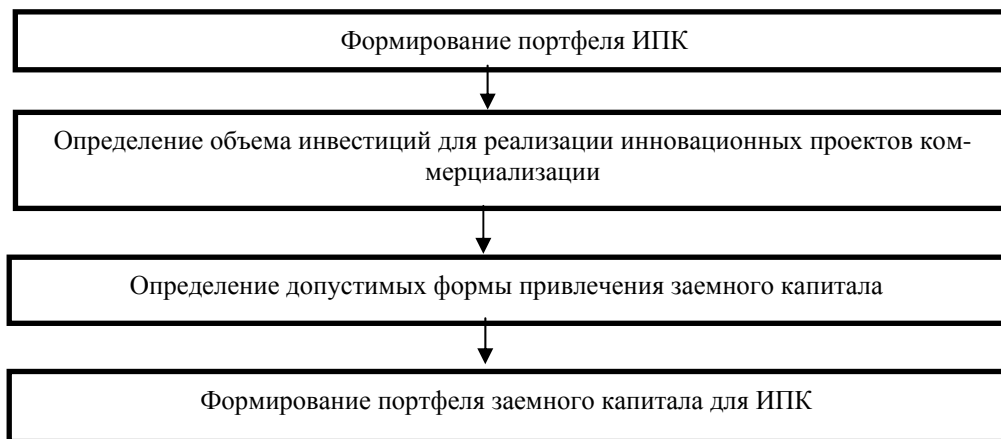 Формирование портфеля ИПК
Определение объема инвестиций для реализации инновационных проектов ком-
мерциализации
Определение допустимых формы привлечения заемного капитала
Формирование портфеля заемного капитала для ИПК